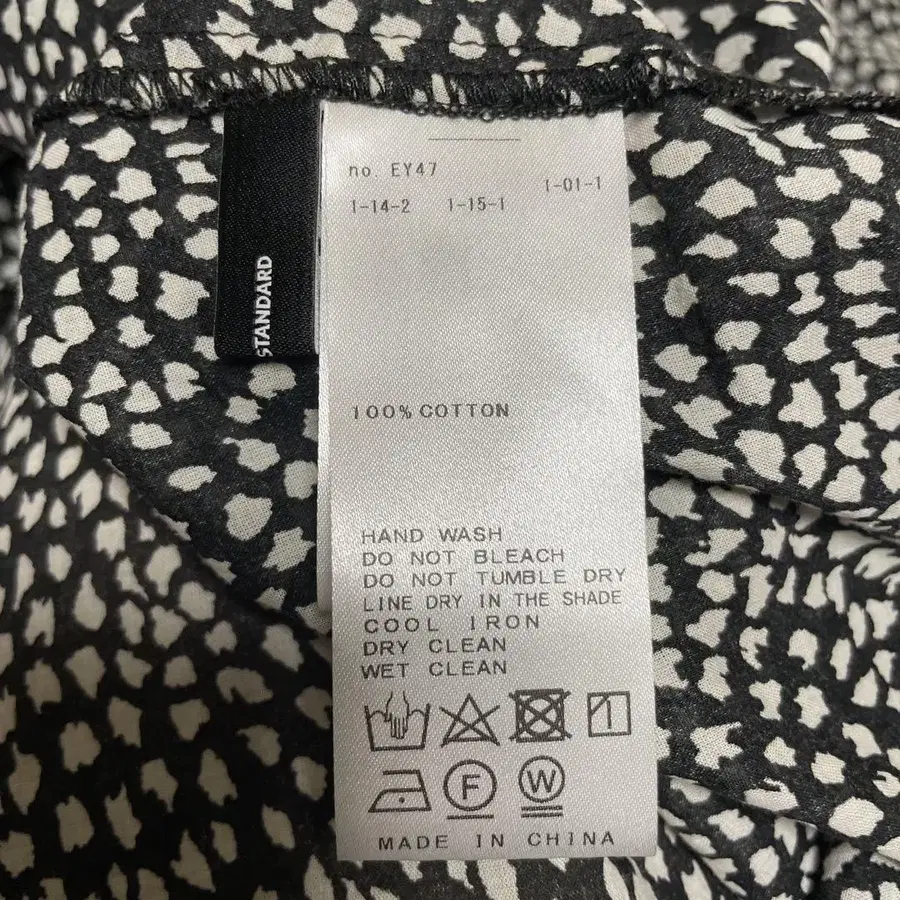 STANDARD
no. EY47
1-01-1
1-14-2 1-15-1
100% COTTON
HAND WASH
DO NOT BLEACH
DO NOT TUMBLE DRY
LINE DRY IN THE SHADE
COOL IRON
DRY CLEAN
WET CLEAN
F W
MADE IN CHINA